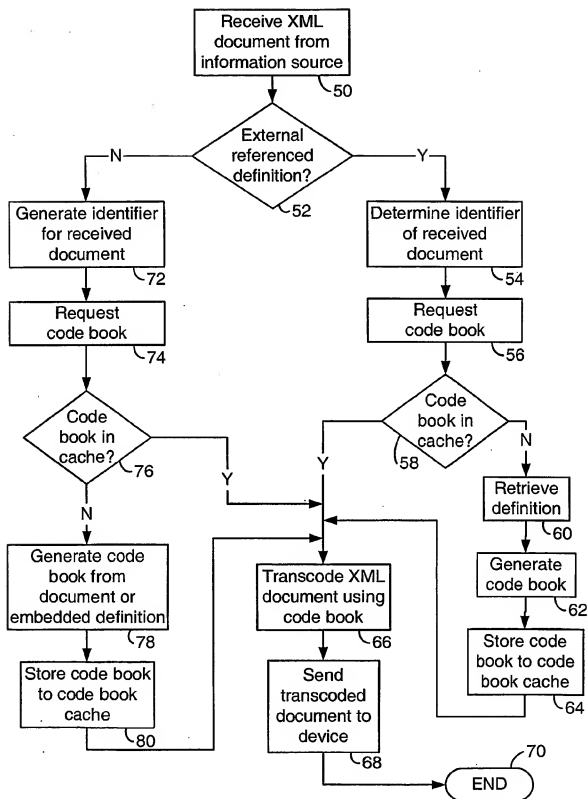 Receive XML
document from
information source
50
External
referenced
definition?
52
N
Y
Generate identifier
for received
document
72
Determine identifier
of received
document
54
Request
code book
74
Request
code book
56
Code
book in
cache?
76
Code
book in
cache?
58
Y
Y
N
N
Retrieve
definition
60
Generate code
book from
document or
embedded definition
78
Transcode XML
document using
code book
66
Generate
code book
62
Store code book
to code book
cache
80
Send
transcoded
document to
device
68
Store code
book to code
book cache
64
70
END